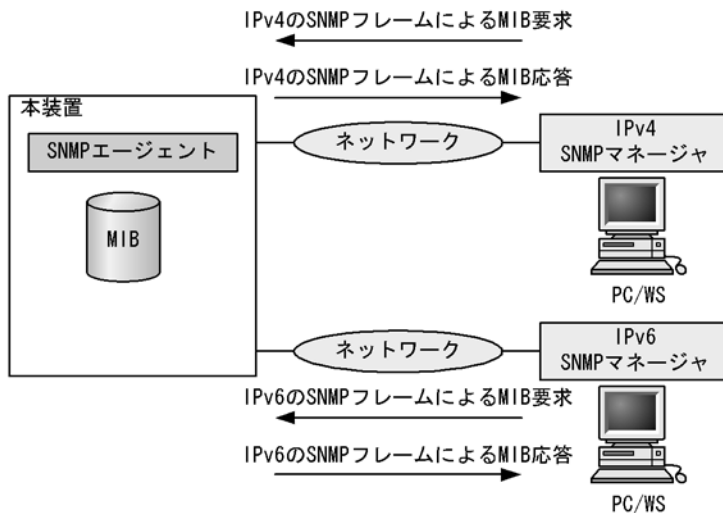 IPv4のSNMPフレームによるMIB要求
IPv4のSNMPフレームによるMIB応答
本装置
SNMPエージェント
MIB
ネットワーク
IPv4
SNMPマネージャ
PC/WS
ネットワーク
IPv6
SNMPマネージャ
IPv6のSNMPフレームによるMIB要求
IPv6のSNMPフレームによるMIB応答
PC/WS